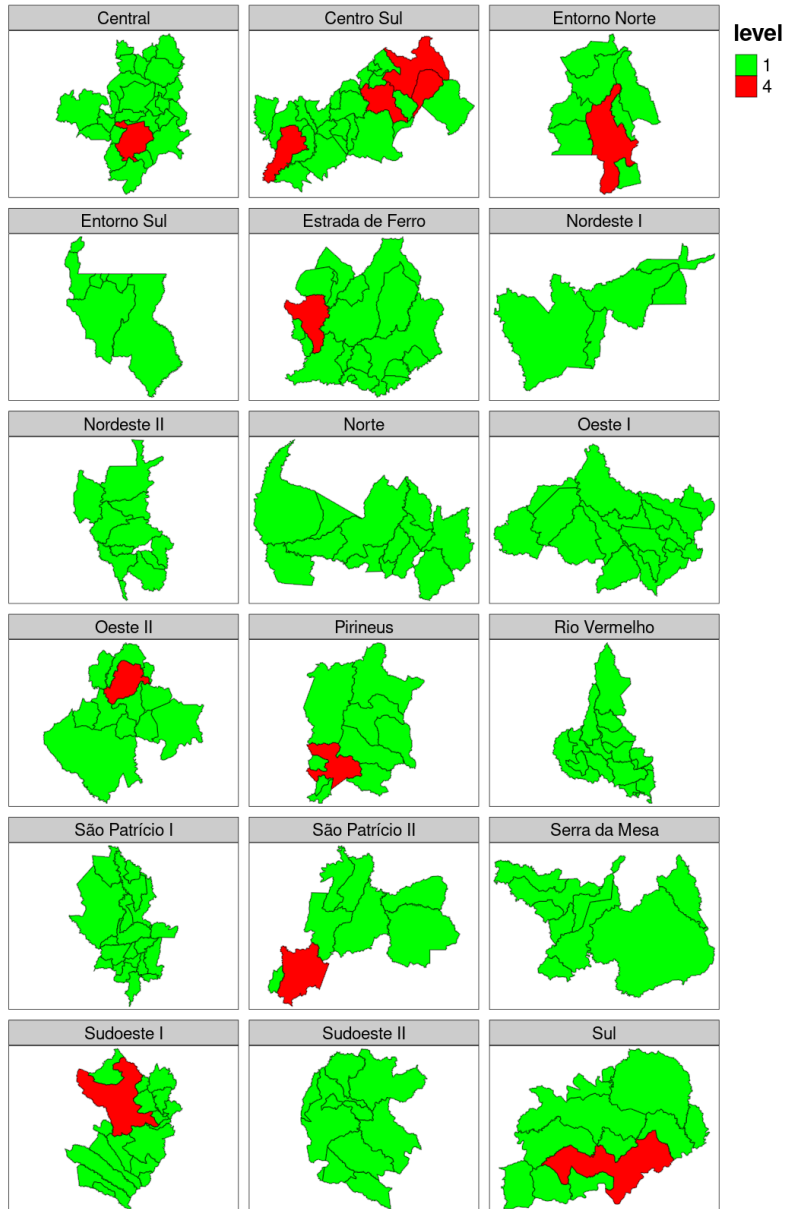 Central
Centro Sul
Entorno Norte
level
1
4
Entorno Sul
Estrada de Ferro
Nordeste I
Nordeste II
Norte
Oeste I
Oeste II
Pirineus
Rio Vermelho
São Patrício I
São Patrício II
Serra da Mesa
Sudoeste I
Sudoeste II
Sul